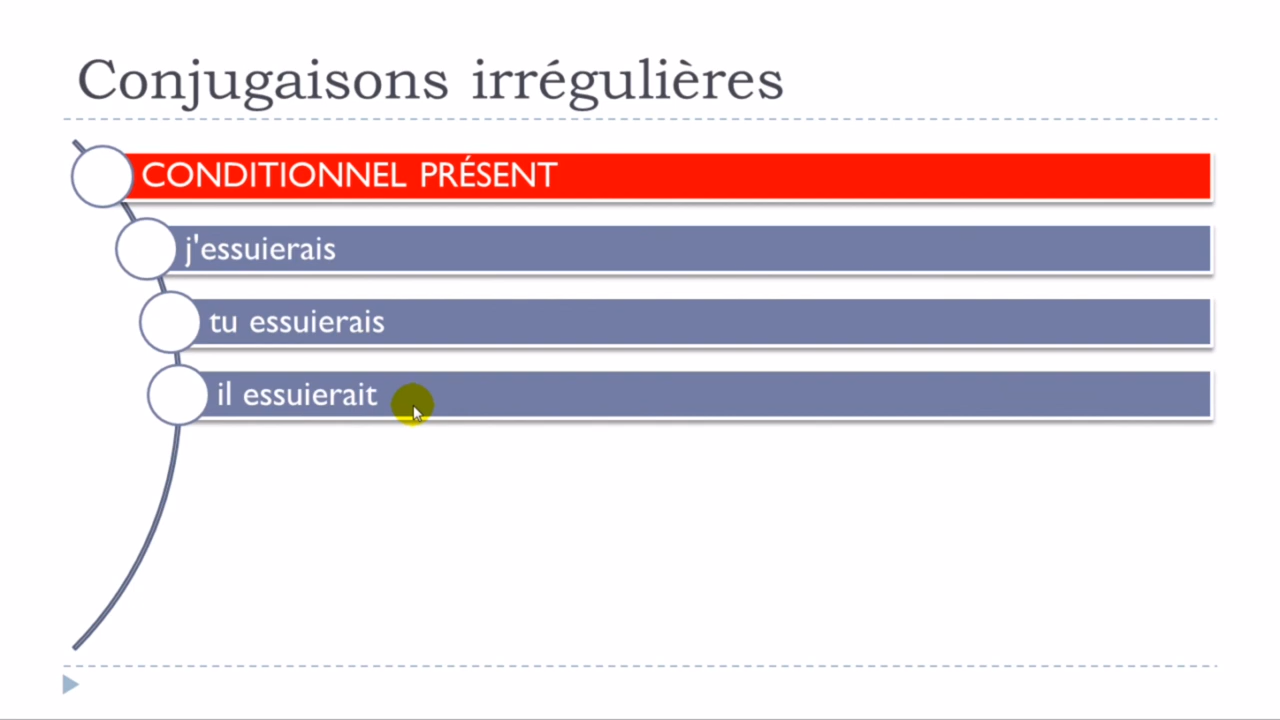 Conjugaisons irrégulières
CONDITIONNEL PRÉSENT
j'essuierais
tu essuierais
il essuierait